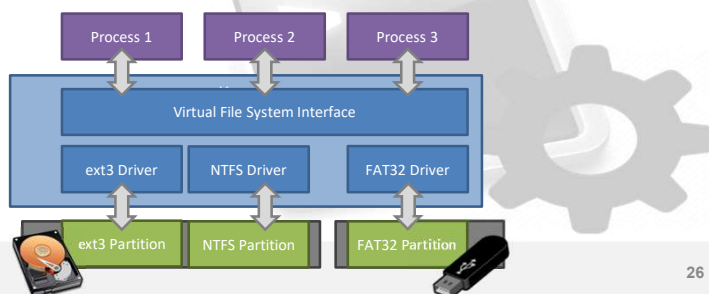 Process 1
Process 2
Process 3
Virtual File System Interface
ext3 Driver
NTFS Driver
FAT32 Driver
ext3 Partition
NTFS Partition
FAT32 Partition
26